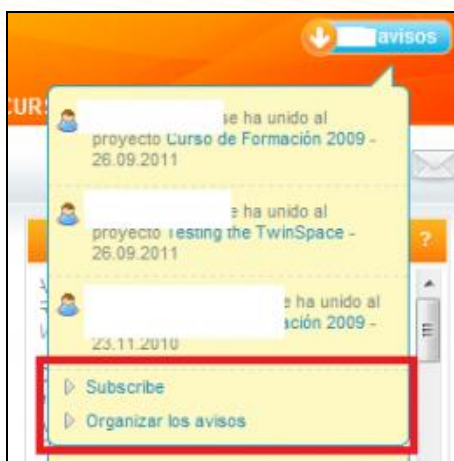 avisos
CUR
se ha unido al
proyecto Curso de Formación 2009 -
26.09.2011
e ha unido al
proyecto Testing the TwinSpace -
26.09.2011
?
e ha unido al
ación 2009 -
23.11.2010
Subscribe
Organizar los avisos